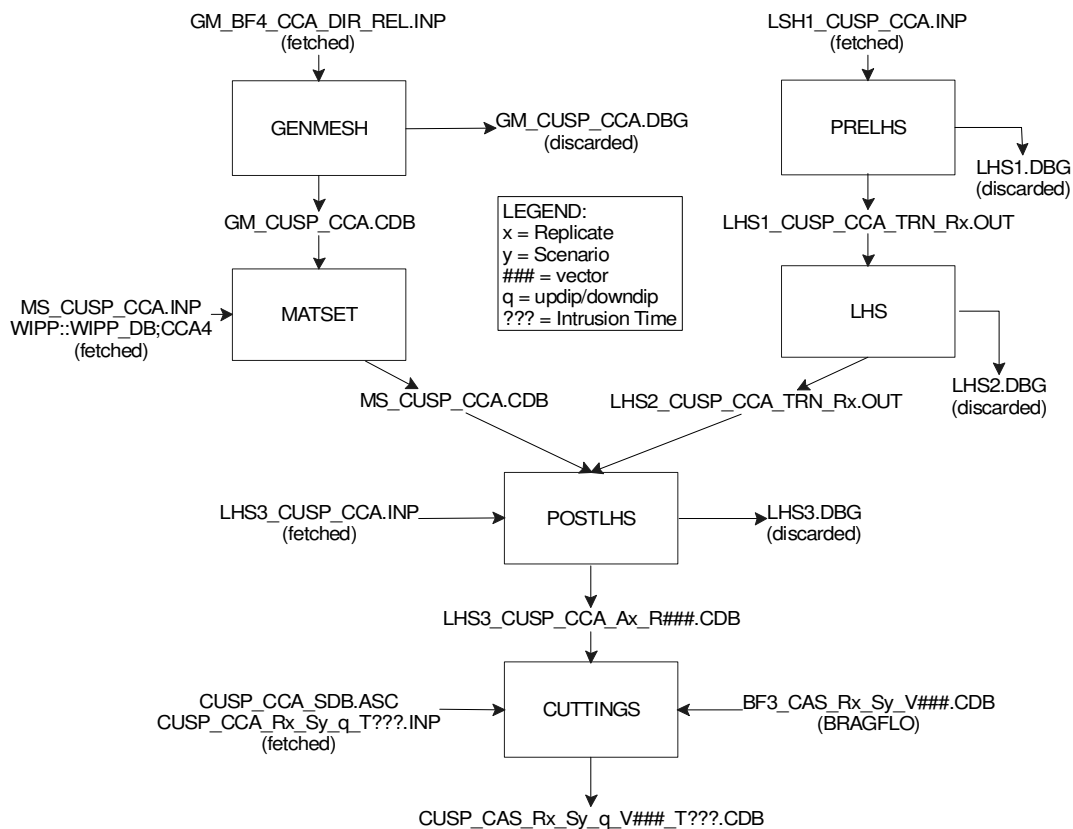 GM_BF4_CCA_DIR_REL.INP
(fetched)
LSH1_CUSP_CCA.INP
(fetched)
GENMESH
GM_CUSP_CCA.DBG
(discarded)
PRELHS
LHS1.DBG
(discarded)
GM_CUSP_CCA.CDB
LEGEND:
x = Replicate
y = Scenario
### = vector
q = updip/downdip
??? = Intrusion Time
LHS1_CUSP_CCA_TRN_Rx.OUT
MS_CUSP_CCA.INP
WIPP::WIPP_DB;CCA4
(fetched)
MATSET
LHS
LHS2.DBG
(discarded)
MS_CUSP_CCA.CDB
LHS2_CUSP_CCA_TRN_Rx.OUT
LHS3_CUSP_CCA.INP
(fetched)
POSTLHS
LHS3.DBG
(discarded)
LHS3_CUSP_CCA_Ax_R###.CDB
CUSP_CCA_SDB.ASC
CUSP_CCA_Rx_Sy_q_T???.INP
(fetched)
CUTTINGS
BF3_CAS_Rx_Sy_V###.CDB
(BRAGFLO)
CUSP_CAS_Rx_Sy_q_V###_T???.CDB